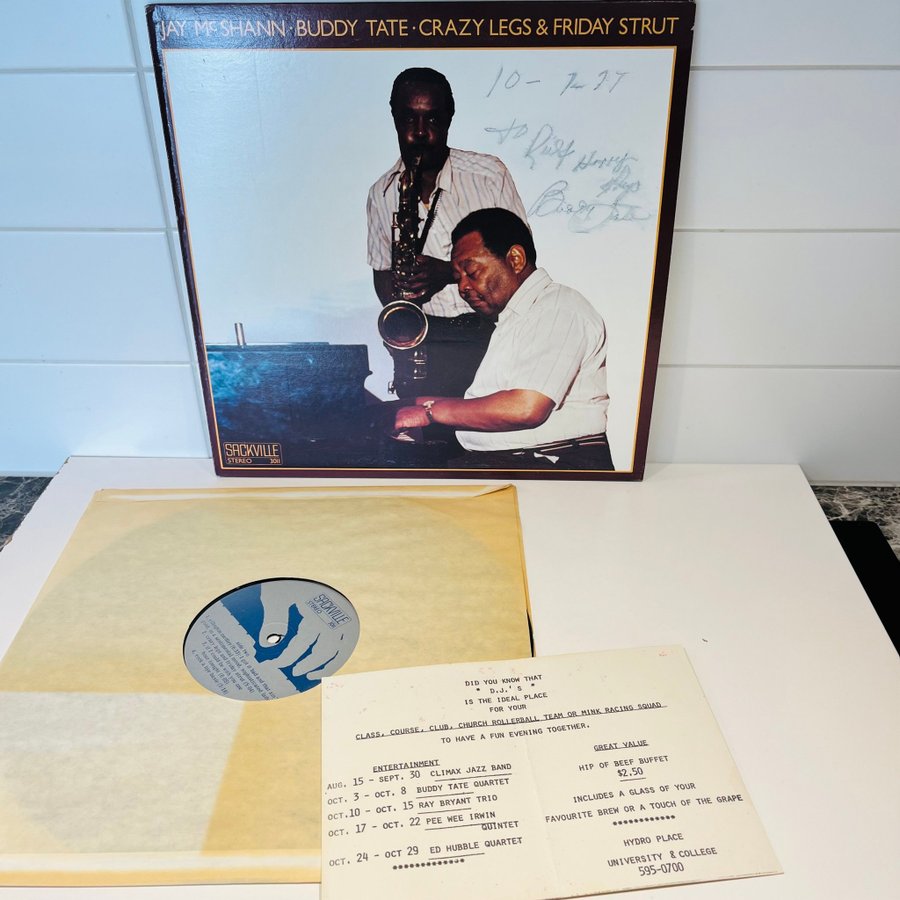 JAY McSHANN · BUDDY TATE · CRAZY LEGS & FRIDAY STRUT
10 -
to
Buddy Tate
SACKVILLE
STEREO 3011
SACKVILLE
STEREO
side two
DID YOU KNOW THAT
* D.J.'S *
IS THE IDEAL PLACE
FOR YOUR
CLASS, COURSE, CLUB, CHURCH ROLLERBALL TEAM OR MINK RACING SQUAD
TO HAVE A FUN EVENING TOGETHER.
ENTERTAINMENT
AUG. 15 - SEPT. 30 CLIMAX JAZZ BAND
OCT. 3 - OCT. 8 BUDDY TATE QUARTET
OCT.10 - OCT. 15 RAY BRYANT TRIO
OCT. 17 - OCT. 22 PEE WEE IRWIN
QUINTET
OCT. 24 - OCT 29 ED HUBBLE QUARTET
************
GREAT VALUE
HIP OF BEEF BUFFET
$2.50
INCLUDES A GLASS OF YOUR
FAVOURITE BREW OR A TOUCH OF THE GRAPE
***********
HYDRO PLACE
UNIVERSITY & COLLEGE
595-0700